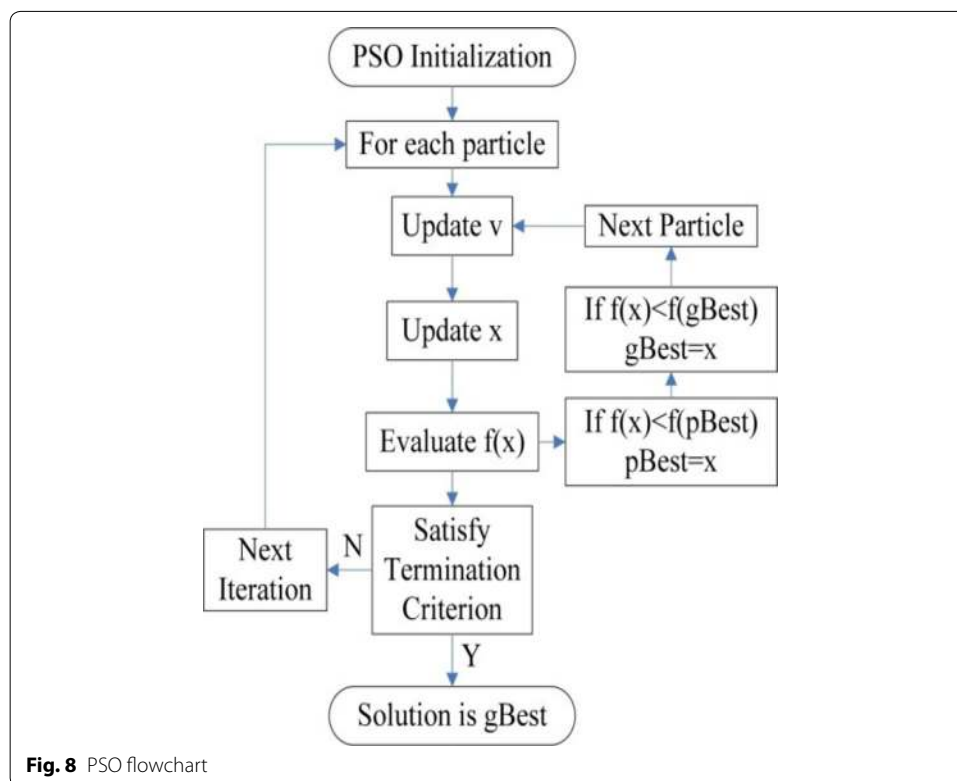 PSO Initialization
For each particle
Update v
Next Particle
Update x
If f(x)<f(gBest)
gBest=x
Evaluate f(x)
If f(x)<f(pBest)
pBest=x
Satisfy
Termination
Criterion
N
Next
Iteration
Y
Solution is gBest
Fig. 8 PSO flowchart